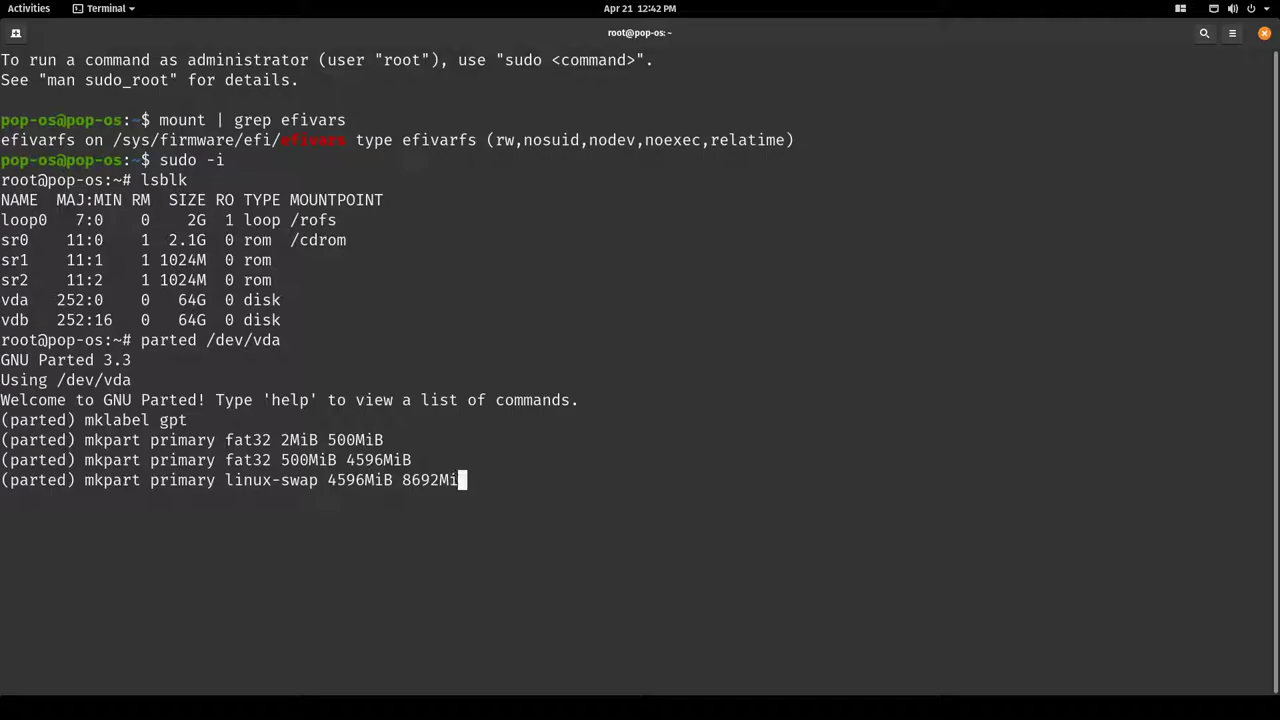 Activities
Terminal
Apr 21 12:42 PM
root@pop-os: ~
To run a command as administrator (user "root"), use "sudo <command>".
See "man sudo_root" for details.
pop-os@pop-os:~$ mount | grep efivars
efivarfs on /sys/firmware/efi/efivars type efivarfs (rw,nosuid,nodev,noexec,relatime)
pop-os@pop-os:~$ sudo -i
root@pop-os:~# lsblk
NAME MAJ:MIN RM SIZE RO TYPE MOUNTPOINT
loop0 7:0 0 2G 1 loop /rofs
sr0 11:0 1 2.1G 0 rom /cdrom
sr1 11:1 1 1024M 0 rom
sr2 11:2 1 1024M 0 rom
vda 252:0 0 64G 0 disk
vdb 252:16 0 64G 0 disk
root@pop-os:~# parted /dev/vda
GNU Parted 3.3
Using /dev/vda
Welcome to GNU Parted! Type 'help' to view a list of commands.
(parted) mklabel gpt
(parted) mkpart primary fat32 2MiB 500MiB
(parted) mkpart primary fat32 500MiB 4596MiB
(parted) mkpart primary linux-swap 4596MiB 8692Mi